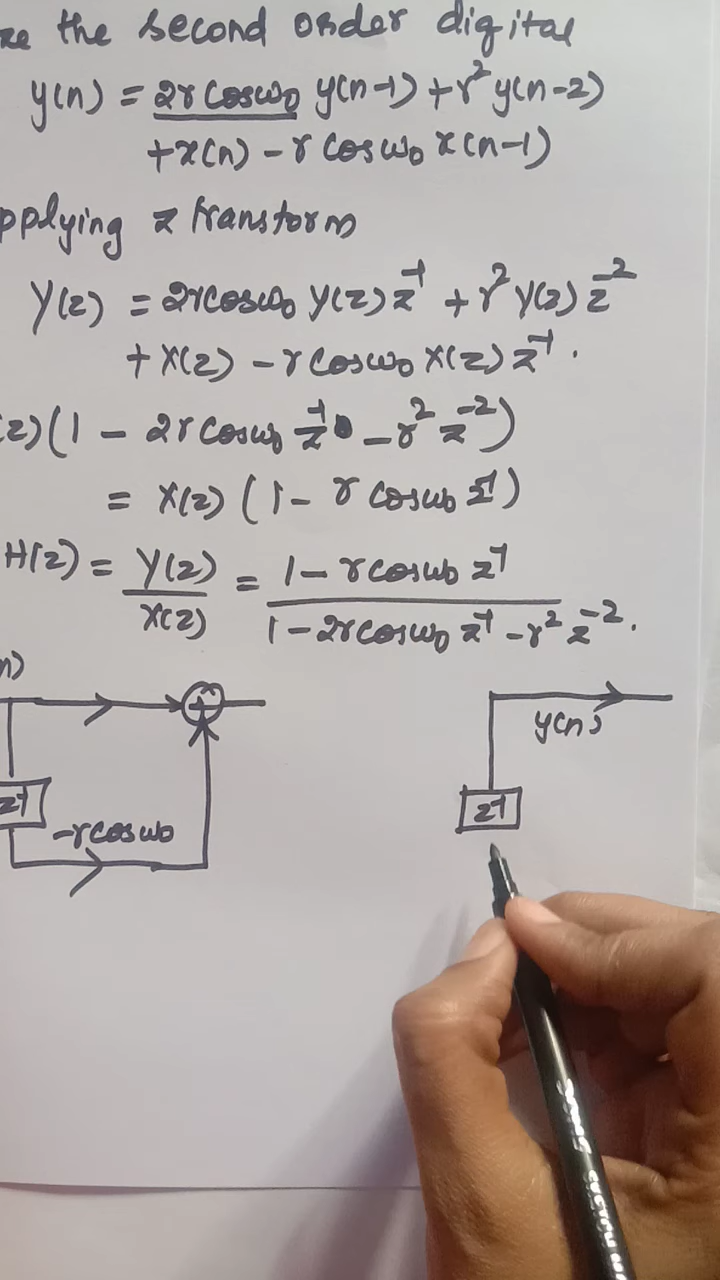 the second order digital
y(n) = 2r cosω₀ y(n-1) + r² y(n-2)
+ x(n) - r cosω₀ x(n-1)
pplying z transform
Y(z) = 2r cosω₀ Y(z) z⁻¹ + r² Y(z) z⁻²
+ X(z) - r cosω₀ X(z) z⁻¹.
z)(1 - 2r cosω₀ z⁻¹ - r² z⁻²)
= X(z) (1 - r cosω₀ z⁻¹)
H(z) = Y(z)/X(z) = 1 - r cosω₀ z⁻¹ / 1 - 2r cosω₀ z⁻¹ - r² z⁻².
n)
+
y(n)
z⁻¹
z⁻¹
-r cosω₀